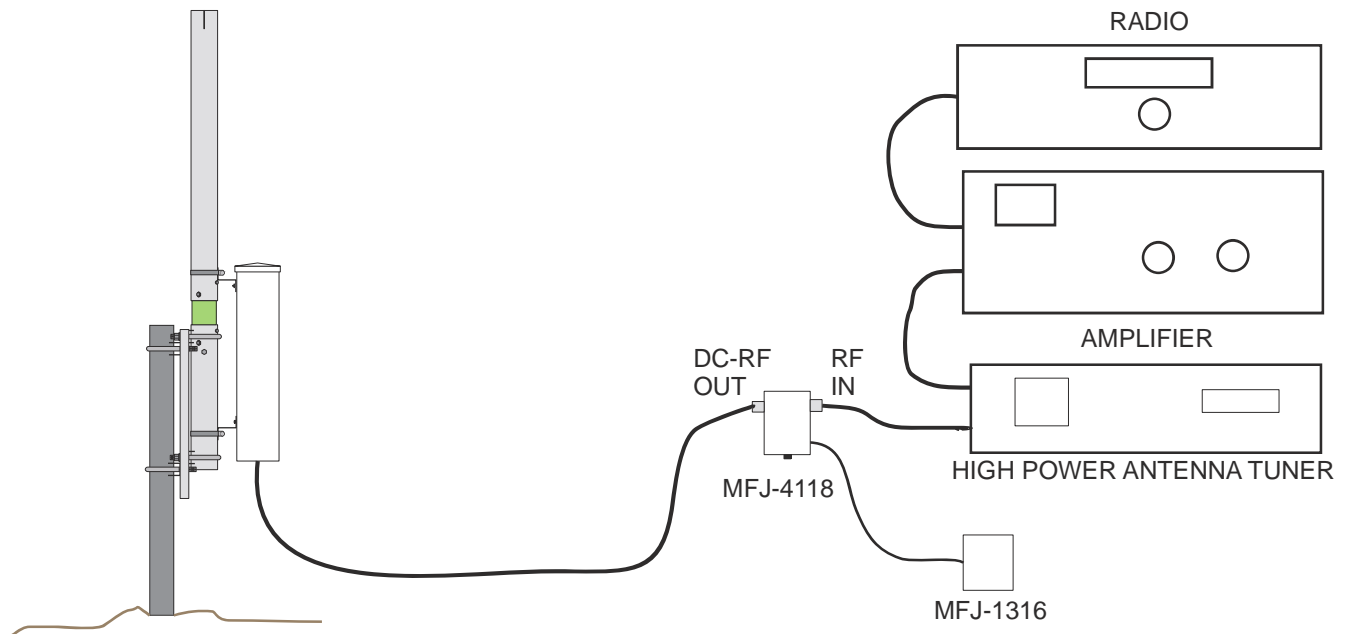 RADIO
AMPLIFIER
DC-RF
OUT
RF
IN
HIGH POWER ANTENNA TUNER
MFJ-4118
MFJ-1316